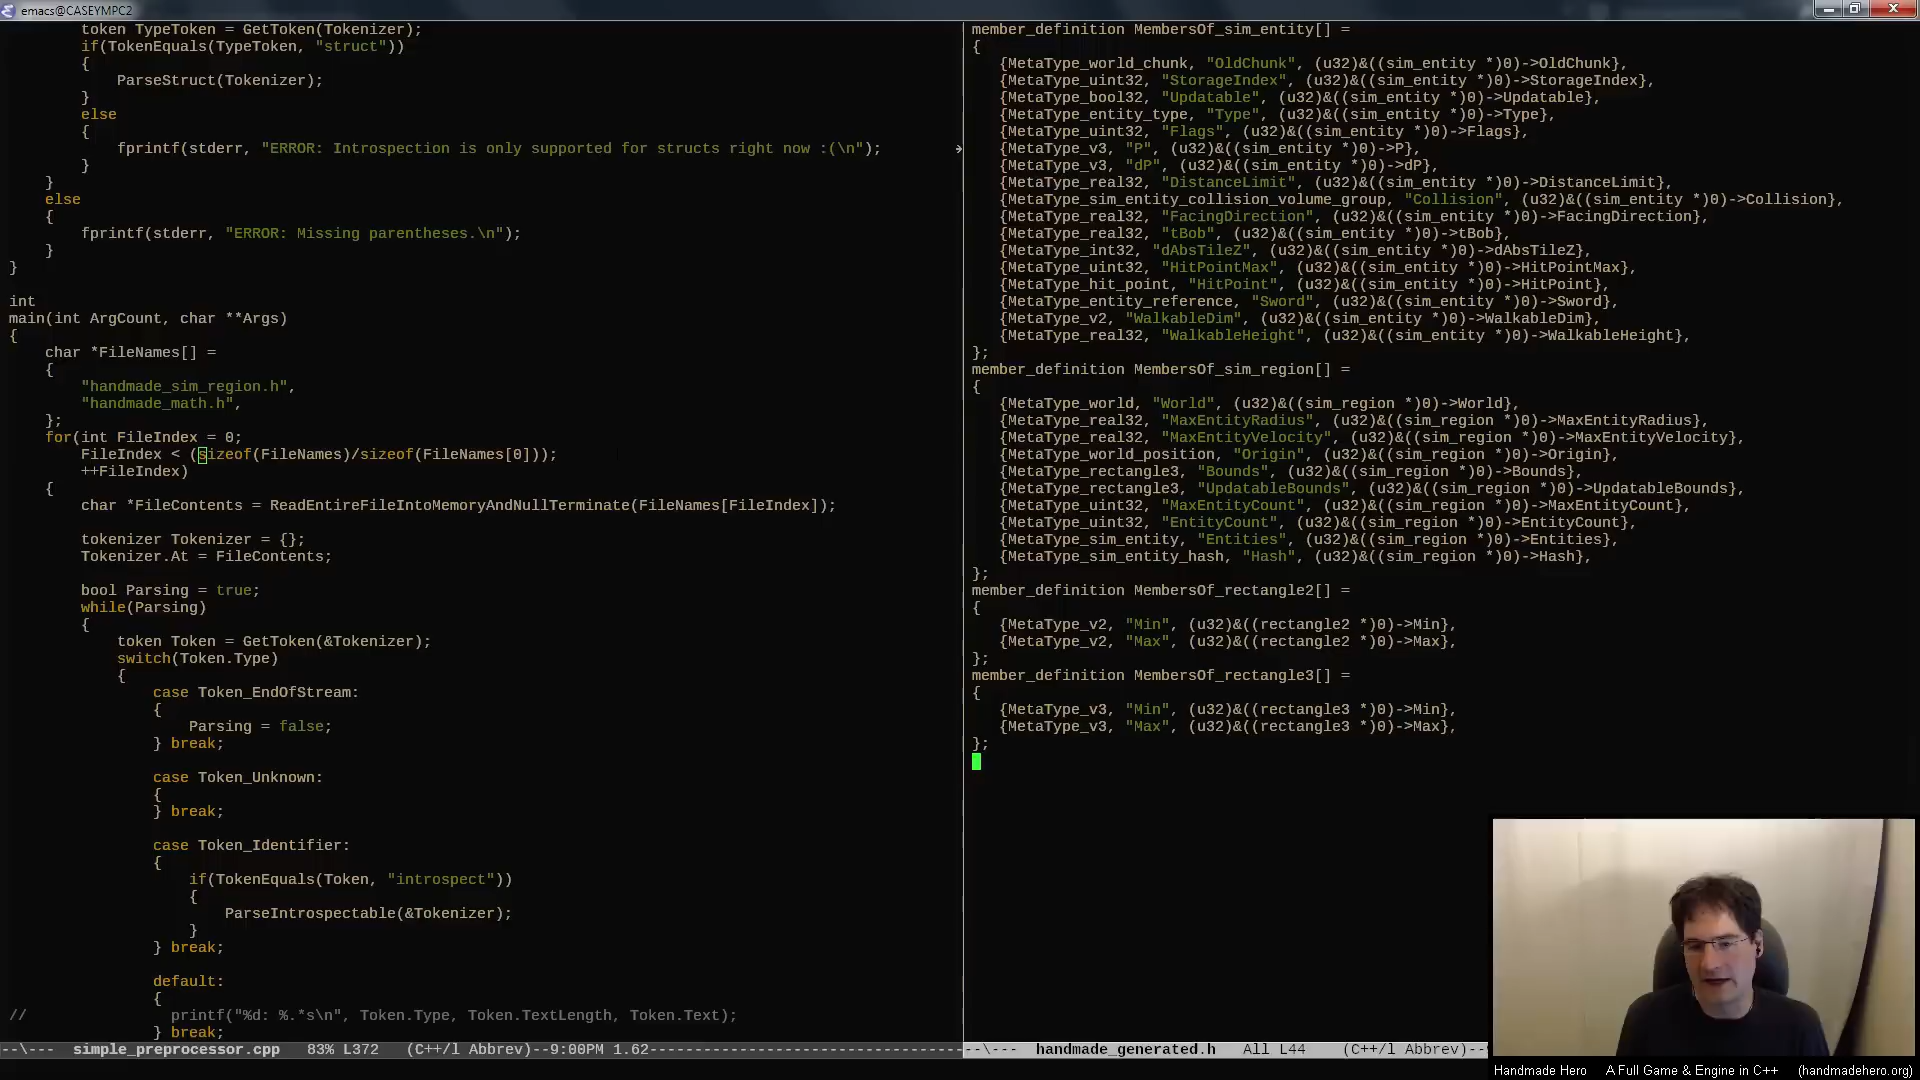 emacs@CASEYMPC2
token TypeToken = GetToken(Tokenizer);
if(TokenEquals(TypeToken, "struct"))
{
ParseStruct(Tokenizer);
}
else
{
fprintf(stderr, "ERROR: Introspection is only supported for structs right now :(\n");
}
}
else
{
fprintf(stderr, "ERROR: Missing parentheses.\n");
}
}
int
main(int ArgCount, char **Args)
{
char *FileNames[] =
{
"handmade_sim_region.h",
"handmade_math.h",
};
for(int FileIndex = 0;
FileIndex < (sizeof(FileNames)/sizeof(FileNames[0]));
++FileIndex)
{
char *FileContents = ReadEntireFileIntoMemoryAndNullTerminate(FileNames[FileIndex]);
tokenizer Tokenizer = {};
Tokenizer.At = FileContents;
bool Parsing = true;
while(Parsing)
{
token Token = GetToken(&Tokenizer);
switch(Token.Type)
{
case Token_EndOfStream:
{
Parsing = false;
} break;
case Token_Unknown:
{
} break;
case Token_Identifier:
{
if(TokenEquals(Token, "introspect"))
{
ParseIntrospectable(&Tokenizer);
}
} break;
default:
{
// printf("%d: %.*s\n", Token.Type, Token.TextLength, Token.Text);
} break;
--\--- simple_preprocessor.cpp 83% L372 (C++/l Abbrev)--9:00PM 1.62-----------------------------------
member_definition MembersOf_sim_entity[] =
{
{MetaType_world_chunk, "OldChunk", (u32)&((sim_entity *)0)->OldChunk},
{MetaType_uint32, "StorageIndex", (u32)&((sim_entity *)0)->StorageIndex},
{MetaType_bool32, "Updatable", (u32)&((sim_entity *)0)->Updatable},
{MetaType_entity_type, "Type", (u32)&((sim_entity *)0)->Type},
{MetaType_uint32, "Flags", (u32)&((sim_entity *)0)->Flags},
{MetaType_v3, "P", (u32)&((sim_entity *)0)->P},
{MetaType_v3, "dP", (u32)&((sim_entity *)0)->dP},
{MetaType_real32, "DistanceLimit", (u32)&((sim_entity *)0)->DistanceLimit},
{MetaType_sim_entity_collision_volume_group, "Collision", (u32)&((sim_entity *)0)->Collision},
{MetaType_real32, "FacingDirection", (u32)&((sim_entity *)0)->FacingDirection},
{MetaType_real32, "tBob", (u32)&((sim_entity *)0)->tBob},
{MetaType_int32, "dAbsTileZ", (u32)&((sim_entity *)0)->dAbsTileZ},
{MetaType_uint32, "HitPointMax", (u32)&((sim_entity *)0)->HitPointMax},
{MetaType_hit_point, "HitPoint", (u32)&((sim_entity *)0)->HitPoint},
{MetaType_entity_reference, "Sword", (u32)&((sim_entity *)0)->Sword},
{MetaType_v2, "WalkableDim", (u32)&((sim_entity *)0)->WalkableDim},
{MetaType_real32, "WalkableHeight", (u32)&((sim_entity *)0)->WalkableHeight},
};
member_definition MembersOf_sim_region[] =
{
{MetaType_world, "World", (u32)&((sim_region *)0)->World},
{MetaType_real32, "MaxEntityRadius", (u32)&((sim_region *)0)->MaxEntityRadius},
{MetaType_real32, "MaxEntityVelocity", (u32)&((sim_region *)0)->MaxEntityVelocity},
{MetaType_world_position, "Origin", (u32)&((sim_region *)0)->Origin},
{MetaType_rectangle3, "Bounds", (u32)&((sim_region *)0)->Bounds},
{MetaType_rectangle3, "UpdatableBounds", (u32)&((sim_region *)0)->UpdatableBounds},
{MetaType_uint32, "MaxEntityCount", (u32)&((sim_region *)0)->MaxEntityCount},
{MetaType_uint32, "EntityCount", (u32)&((sim_region *)0)->EntityCount},
{MetaType_sim_entity, "Entities", (u32)&((sim_region *)0)->Entities},
{MetaType_sim_entity_hash, "Hash", (u32)&((sim_region *)0)->Hash},
};
member_definition MembersOf_rectangle2[] =
{
{MetaType_v2, "Min", (u32)&((rectangle2 *)0)->Min},
{MetaType_v2, "Max", (u32)&((rectangle2 *)0)->Max},
};
member_definition MembersOf_rectangle3[] =
{
{MetaType_v3, "Min", (u32)&((rectangle3 *)0)->Min},
{MetaType_v3, "Max", (u32)&((rectangle3 *)0)->Max},
};
--\--- handmade_generated.h All L44 (C++/l Abbrev)--
Handmade Hero A Full Game & Engine in C++ (handmadehero.org)